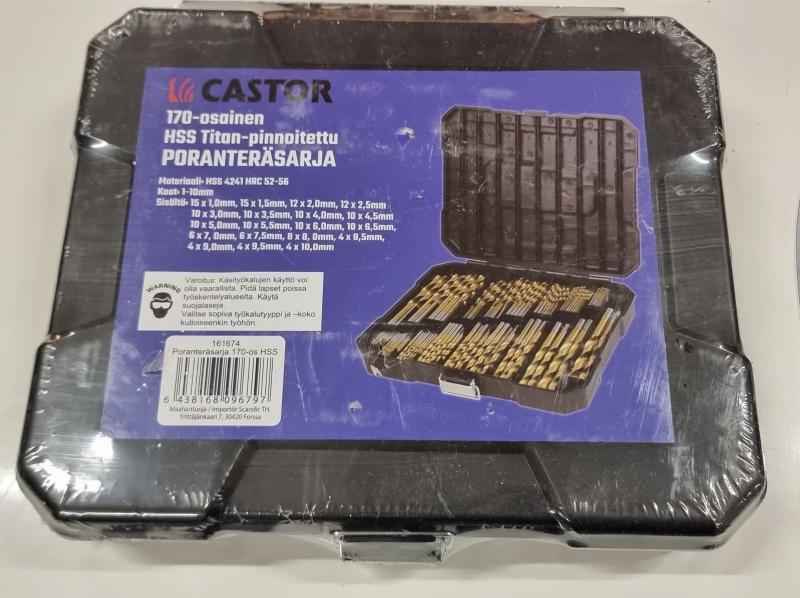 CASTOR
170-osainen
HSS Titan-pinnoitettu
PORANTERÄSARJA
Materiaali: HSS 4241 HRC 52-56
Koot: 1-10mm
Sisältö: 15 x 1,0mm, 15 x 1,5mm, 12 x 2,0mm, 12 x 2,5mm
10 x 3,0mm, 10 x 3,5mm, 10 x 4,0mm, 10 x 4,5mm
10 x 5,0mm, 10 x 5,5mm, 10 x 6,0mm, 10 x 6,5mm,
6 x 7, 0mm, 6 x 7,5mm, 8 x 8, 0mm, 4 x 8,5mm,
4 x 9,0mm, 4 x 9,5mm, 4 x 10,0mm
WARNING
Varoitus: Käsityökalujen käyttö voi
olla vaarallista. Pidä lapset poissa
työskentelyalueelta. Käytä
suojalaseja.
Valitse sopiva työkalutyyppi ja –koko
kulloiseenkin työhön.
161674
Poranteräsarja 170-os HSS
6 438168 096797
Maahantuoja / Importör Scandic TH,
Yrittäjänkaari 7, 30420 Forssa